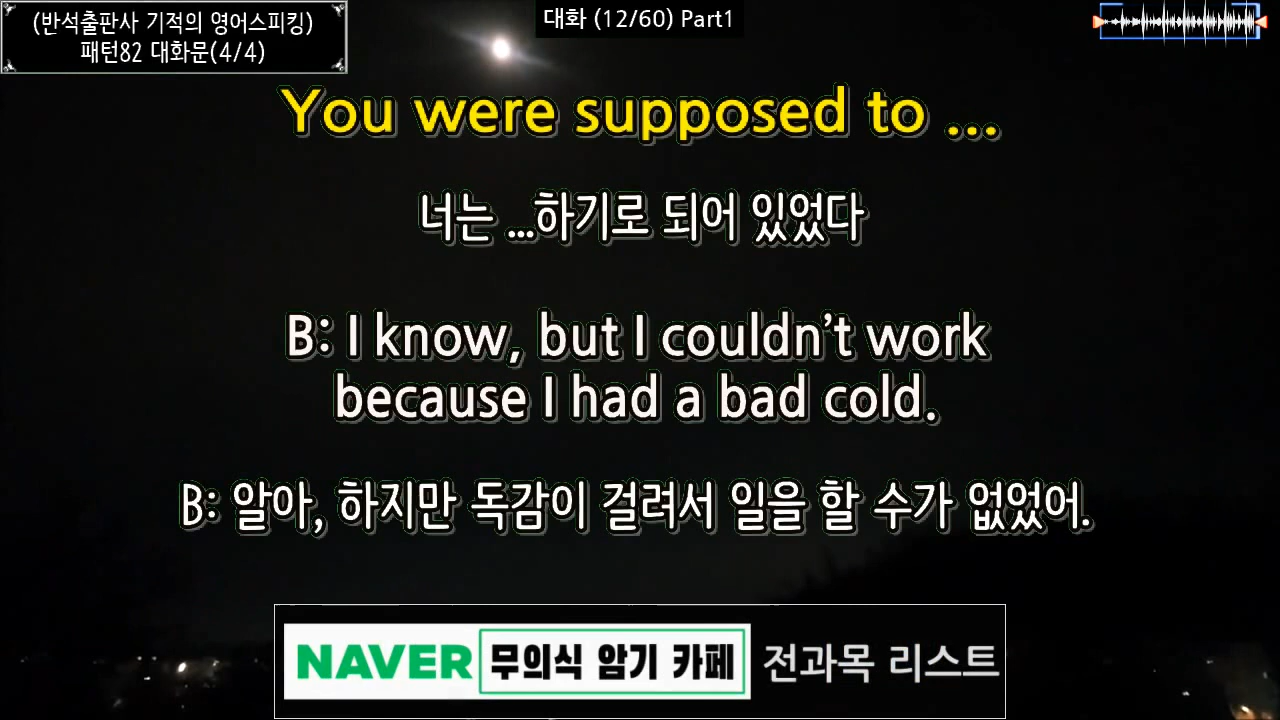 (반석출판사 기적의 영어스피킹)
패턴82 대화문(4/4)
대화 (12/60) Part1
You were supposed to ...
너는 ...하기로 되어 있었다
B: I know, but I couldn’t work
because I had a bad cold.
B: 알아, 하지만 독감이 걸려서 일을 할 수가 없었어.
NAVER 무의식 암기 카페 전과목 리스트